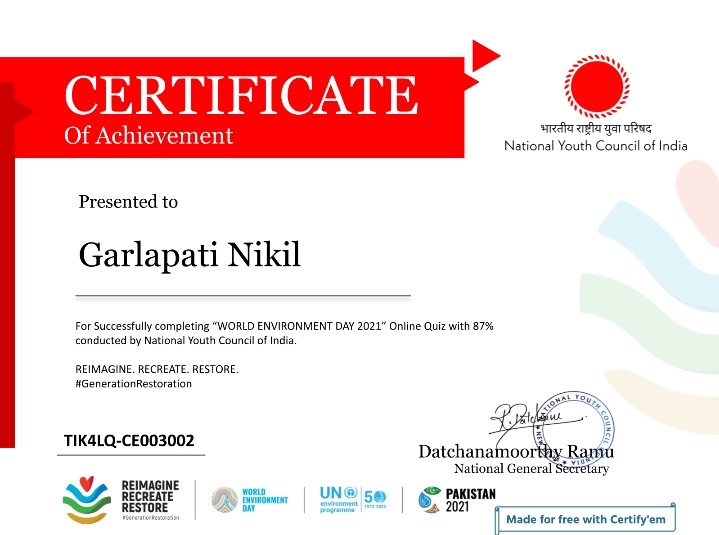 CERTIFICATE
Of Achievement
भारतीय राष्ट्रीय युवा परिषद
National Youth Council of India
Presented to
Garlapati Nikil
For Successfully completing “WORLD ENVIRONMENT DAY 2021” Online Quiz with 87%
conducted by National Youth Council of India.
REIMAGINE. RECREATE. RESTORE.
#GenerationRestoration
TIK4LQ-CE003002
NATIONAL YOUTH COUNCIL
INDIA
Datchanamoorthy Ramu
National General Secretary
REIMAGINE
RECREATE
RESTORE
#GenerationRestoration
WORLD
ENVIRONMENT
DAY
UN
environment
programme
50
1972-2022
PAKISTAN
2021
Made for free with Certify'em